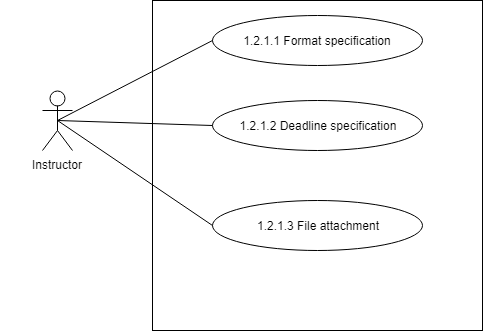 1.2.1.1 Format specification
1.2.1.2 Deadline specification
Instructor
1.2.1.3 File attachment